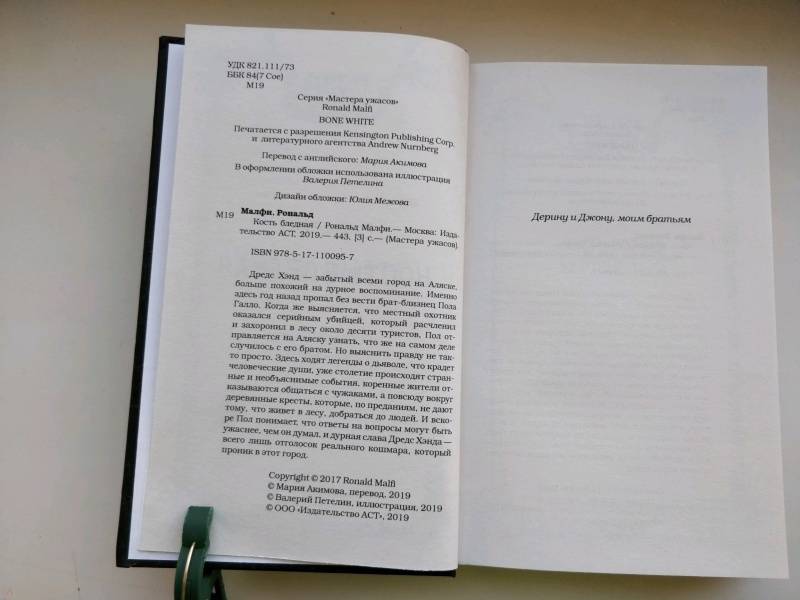 УДК 821.111/73
ББК 84(7 Сое)
М19
Серия «Мастера ужасов»
Ronald Malfi
BONE WHITE
Печатается с разрешения Kensington Publishing Corp.
и литературного агентства Andrew Nurnberg
Перевод с английского: Мария Акимова
В оформлении обложки использована иллюстрация
Валерия Петелина
Дизайн обложки: Юлия Межова
Малфи, Рональд
М19 Кость бледная / Рональд Малфи.— Москва: Изда-
тельство АСТ, 2019.— 443, [3] с.— (Мастера ужасов).
ISBN 978-5-17-110095-7
Дредс Хэнд — забытый всеми город на Аляске,
больше похожий на дурное воспоминание. Именно
здесь год назад пропал без вести брат-близнец Пола
Галло. Когда же выясняется, что местный охотник
оказался серийным убийцей, который расчленил
и захоронил в лесу около десяти туристов, Пол от-
правляется на Аляску узнать, что же на самом деле
случилось с его братом. Но выяснить правду не так-
то просто. Здесь ходят легенды о дьяволе, что крадет
человеческие души, уже столетие происходят стран-
ные и необъяснимые события, коренные жители от-
казываются общаться с чужаками, а повсюду вокруг
деревянные кресты, которые, по преданиям, не дают
тому, что живет в лесу, добраться до людей. И вско-
ре Пол понимает, что ответы на вопросы могут быть
ужаснее, чем он думал, и дурная слава Дредс Хэнда —
всего лишь отголосок реального кошмара, который
проник в этот город.
Copyright © 2017 Ronald Malfi
© Мария Акимова, перевод, 2019
© Валерий Петелин, иллюстрация, 2019
© ООО «Издательство АСТ», 2019
Дерину и Джону, моим братьям